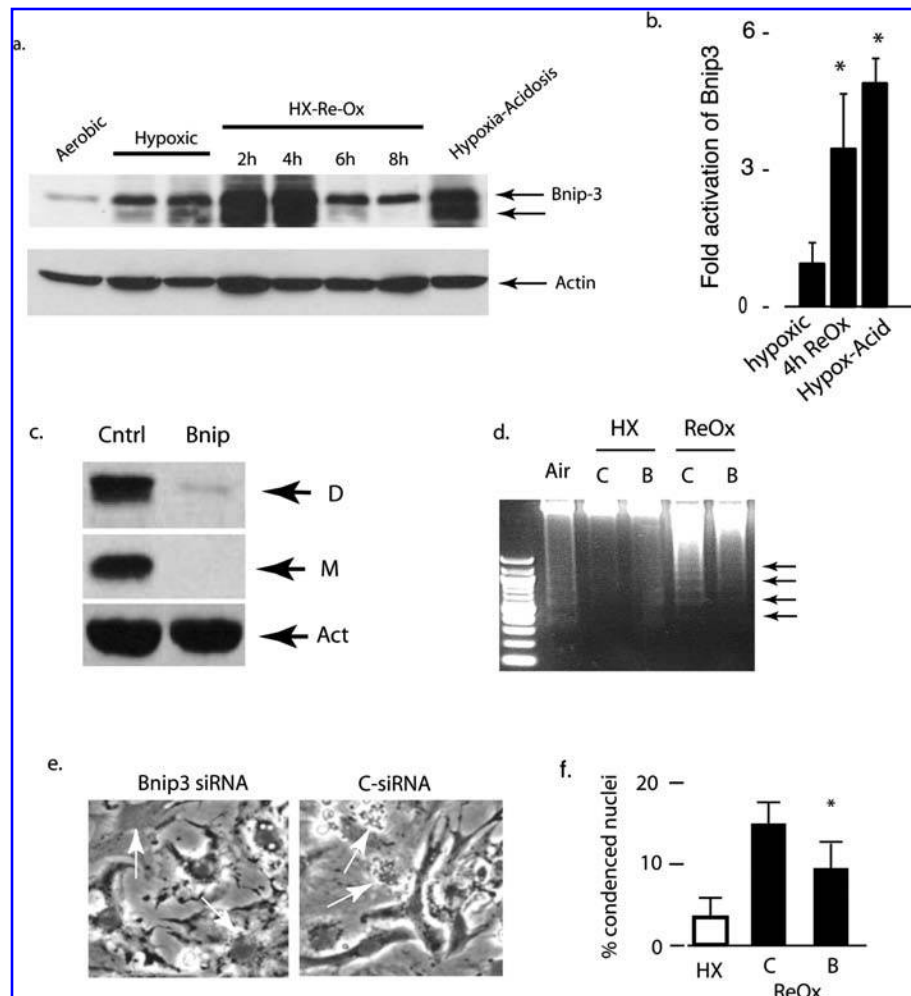 a.
Aerobic
Hypoxic
HX-Re-Ox
2h 4h 6h 8h
Hypoxia-Acidosis
Bnip-3
Actin
b.
Fold activation of Bnip3
6 -
3 -
0 -
* *
hypoxic
4h ReOx
Hypox-Acid
c.
Cntrl Bnip
D
M
Act
d.
HX ReOx
Air C B C B
e.
Bnip3 siRNA C-siRNA
f.
% condenced nuclei
20
10
0
*
HX C B
ReOx